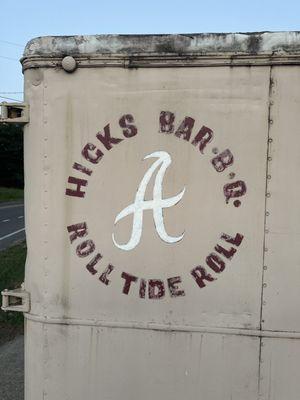 HICKS BAR.B.Q.
A
ROLL TIDE ROLL